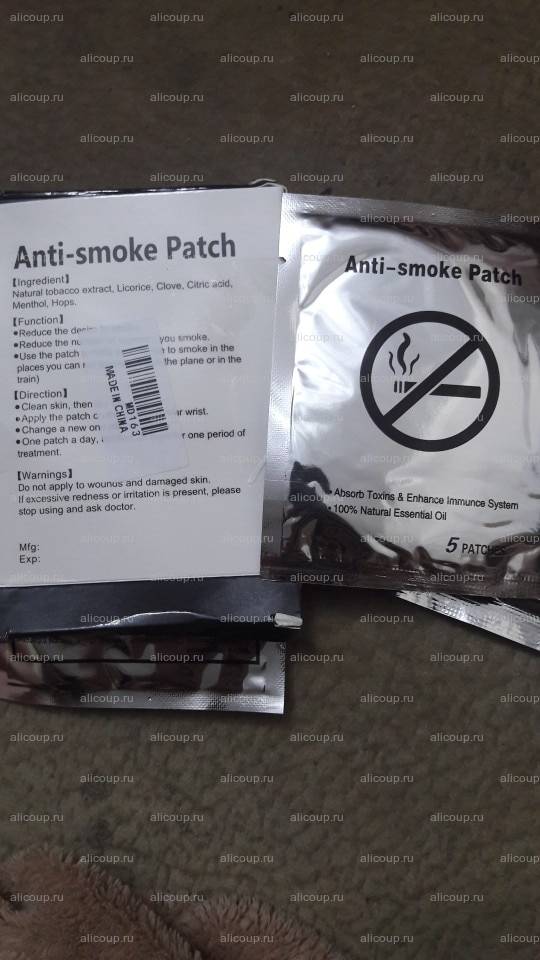 Anti-smoke Patch
【Ingredient】
Natural tobacco extract, Licorice, Clove, Citric acid,
Menthol, Hops.
【Function】
•Reduce the you smoke.
•Reduce the
•Use the patch to smoke in the
places you can the plane or in the
train)
【Direction】
•Clean skin, then
•Apply the patch wrist.
•Change a new on
•One patch a day, one period of
treatment.
【Warnings】
Do not apply to wounds and damaged skin.
If excessive redness or irritation is present, please
stop using and ask doctor.
Mfg:
Exp:
WD163
MADE IN CHINA
Anti-smoke Patch
• Absorb Toxins & Enhance Immunce System
• 100% Natural Essential Oil
5 PATCHES
alicoup.ru